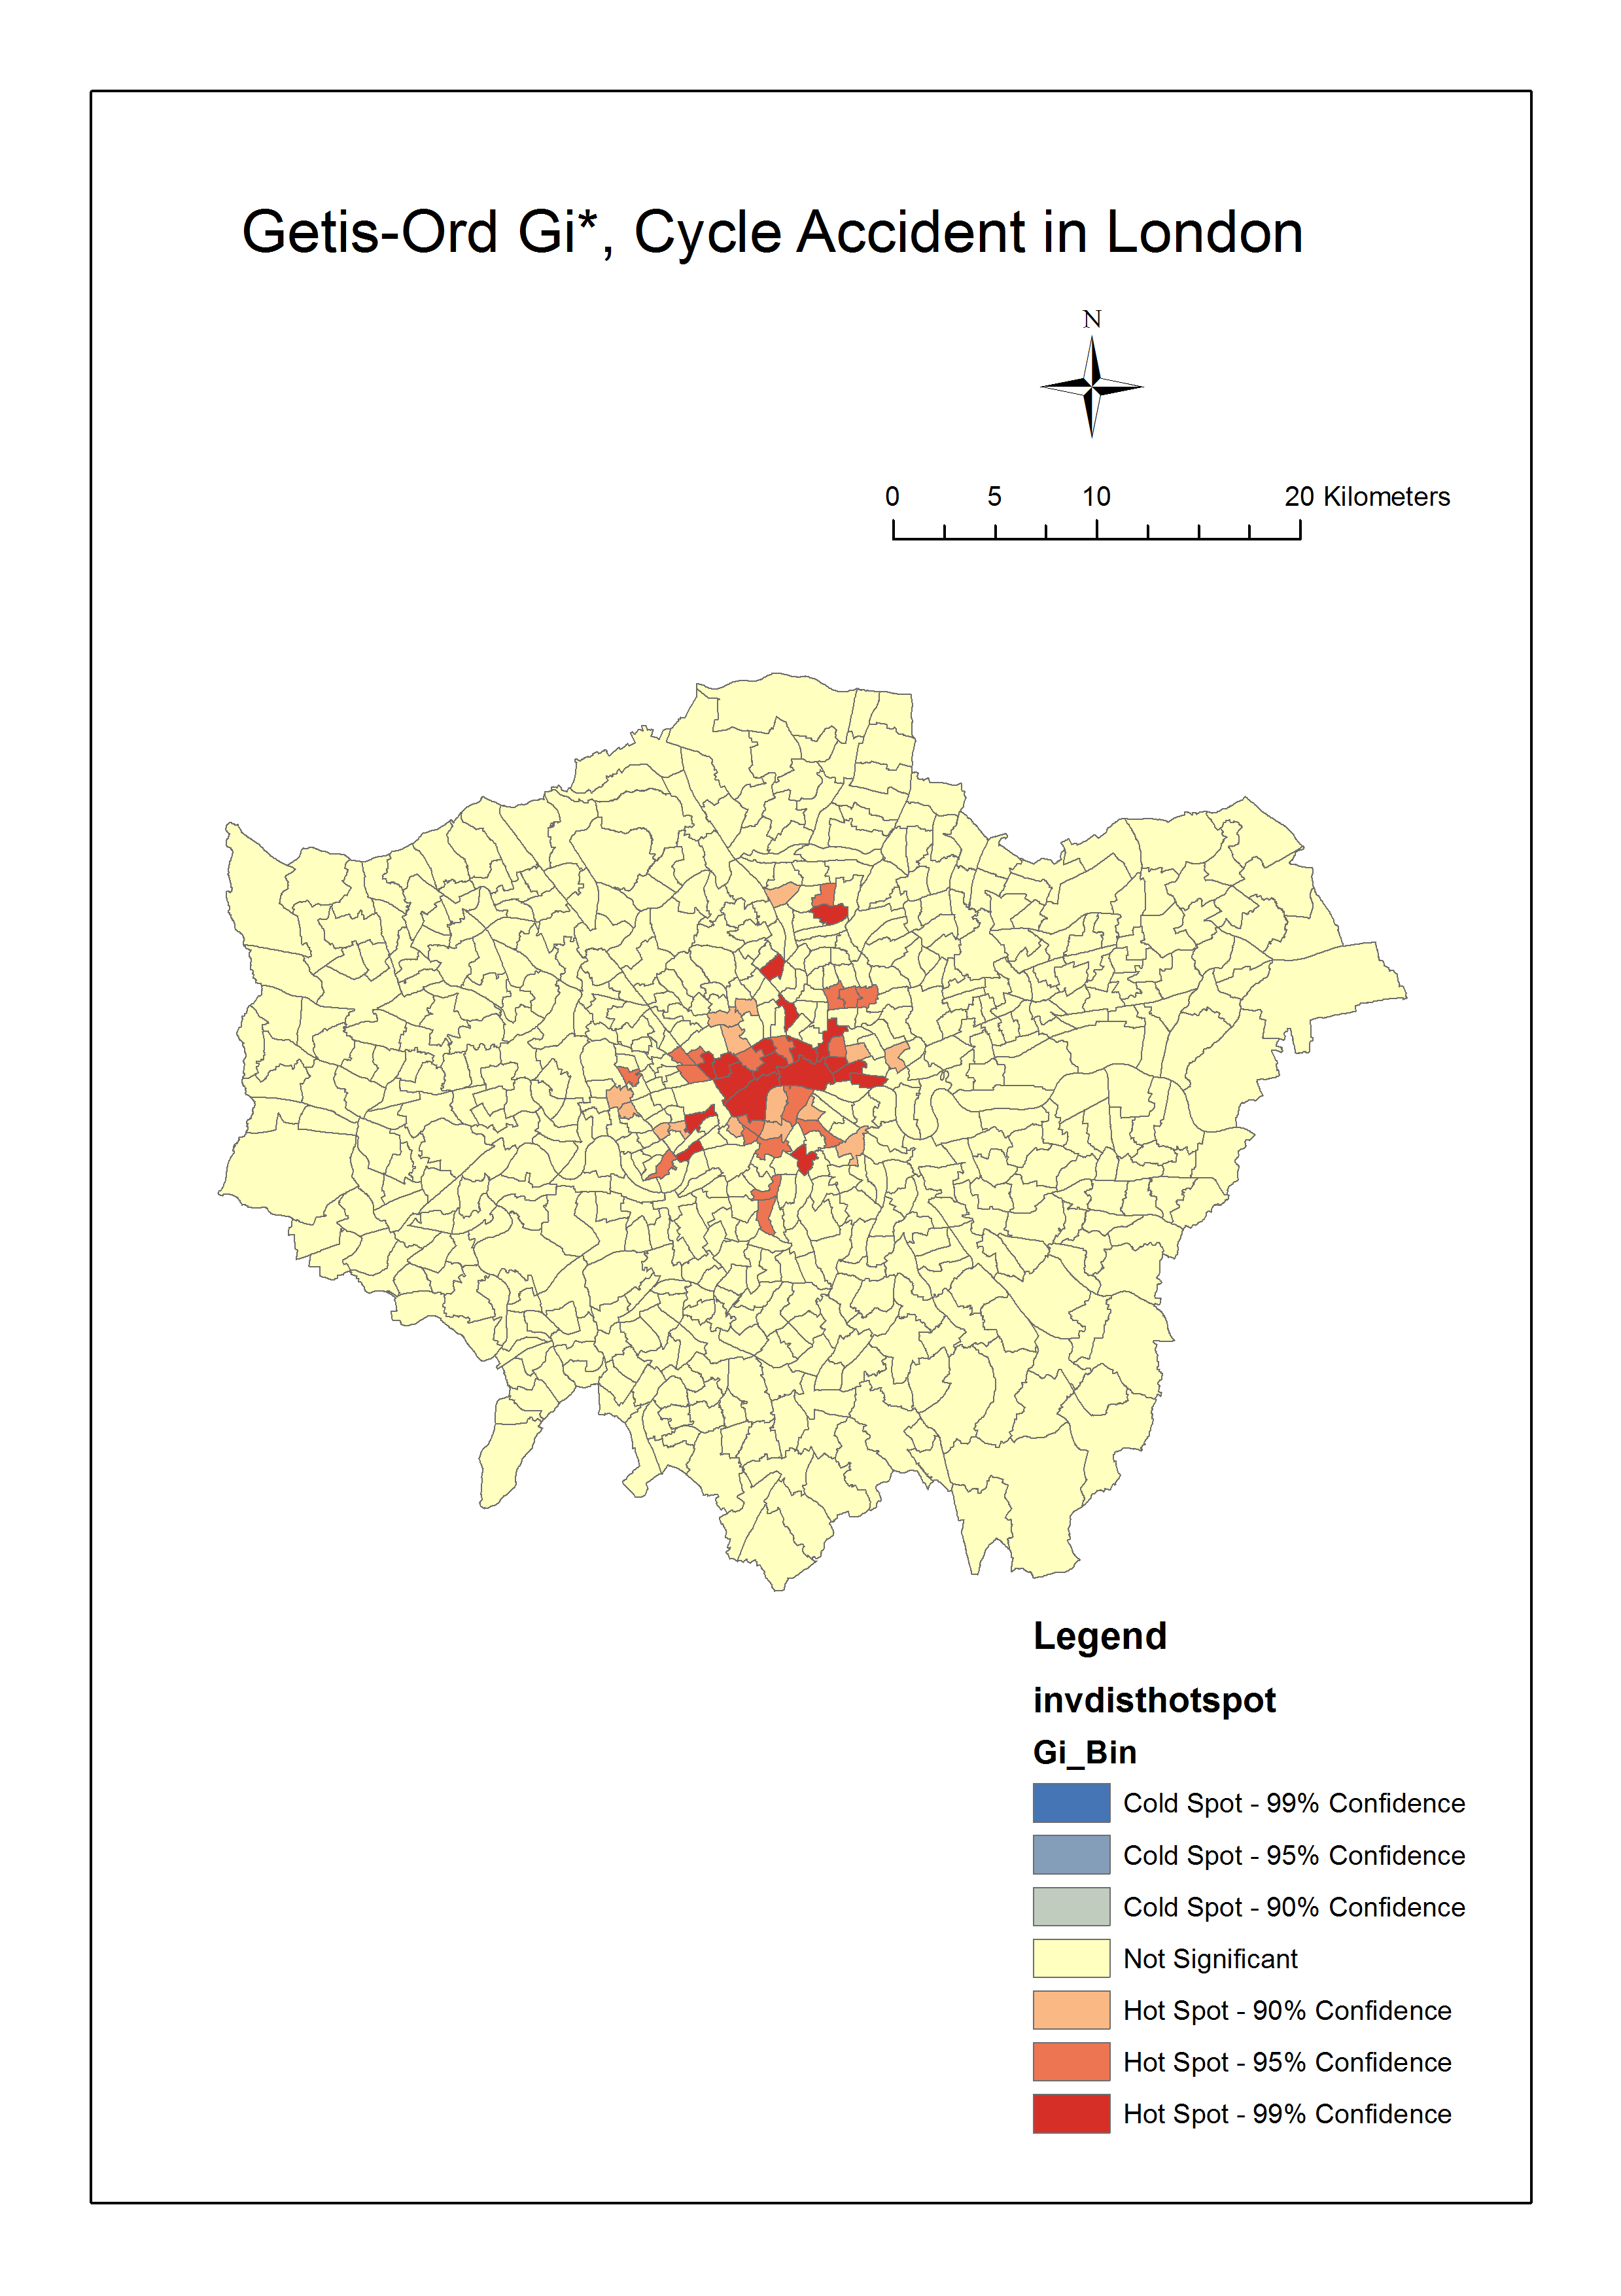 Getis-Ord Gi*, Cycle Accident in London
N
0 5 10 20 Kilometers
Legend
invdisthotspot
Gi_Bin
Cold Spot - 99% Confidence
Cold Spot - 95% Confidence
Cold Spot - 90% Confidence
Not Significant
Hot Spot - 90% Confidence
Hot Spot - 95% Confidence
Hot Spot - 99% Confidence